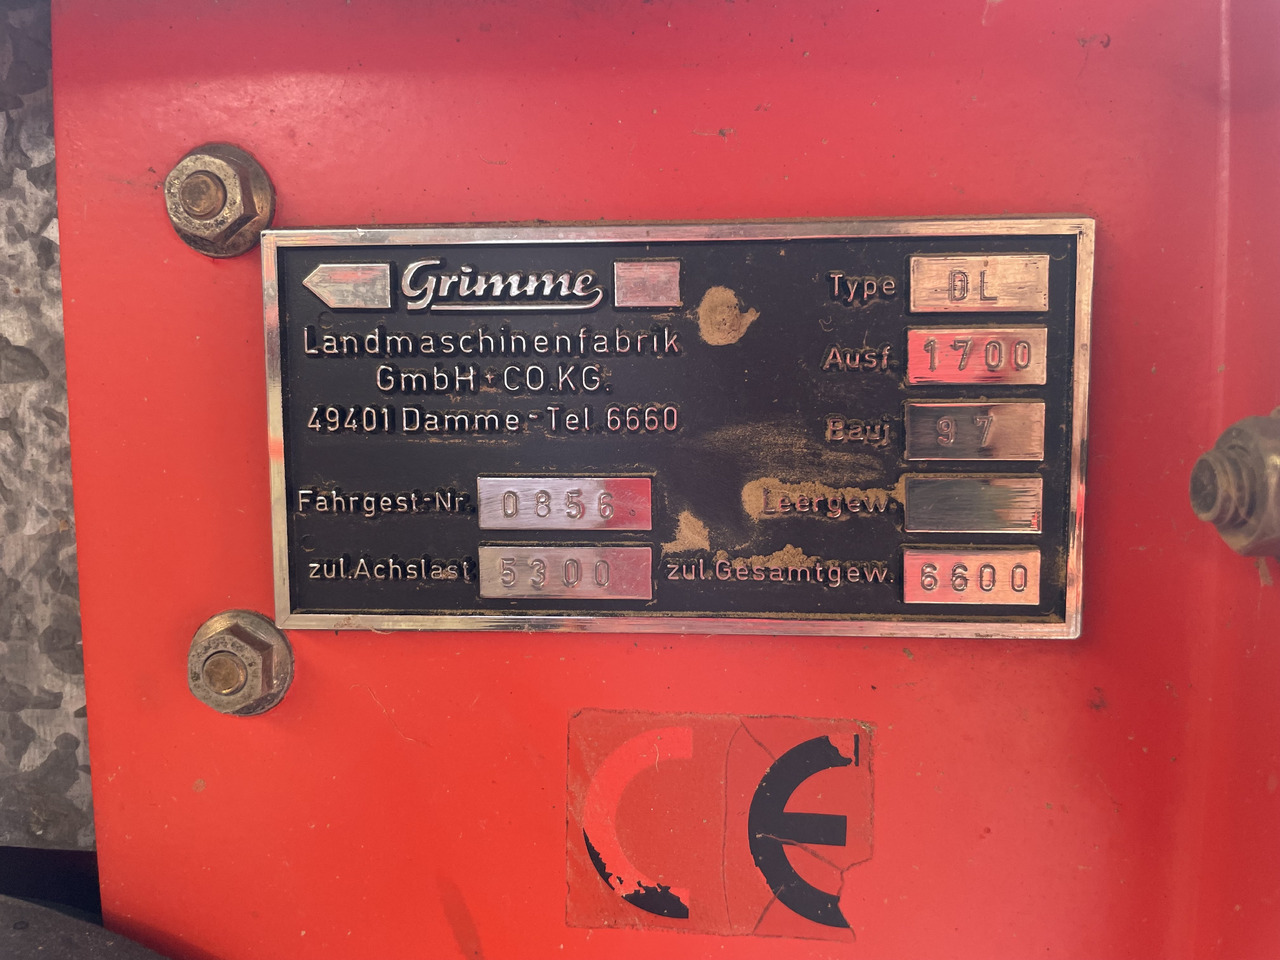 Grimme
Landmaschinenfabrik
GmbH + CO.KG.
49401 Damme-Tel 6660
Type DL
Ausf. 1700
Bauj. 97
Leergew.
Fahrgest-Nr. 0856
zul.Achslast 5300
zul.Gesamtgew. 6600
CE